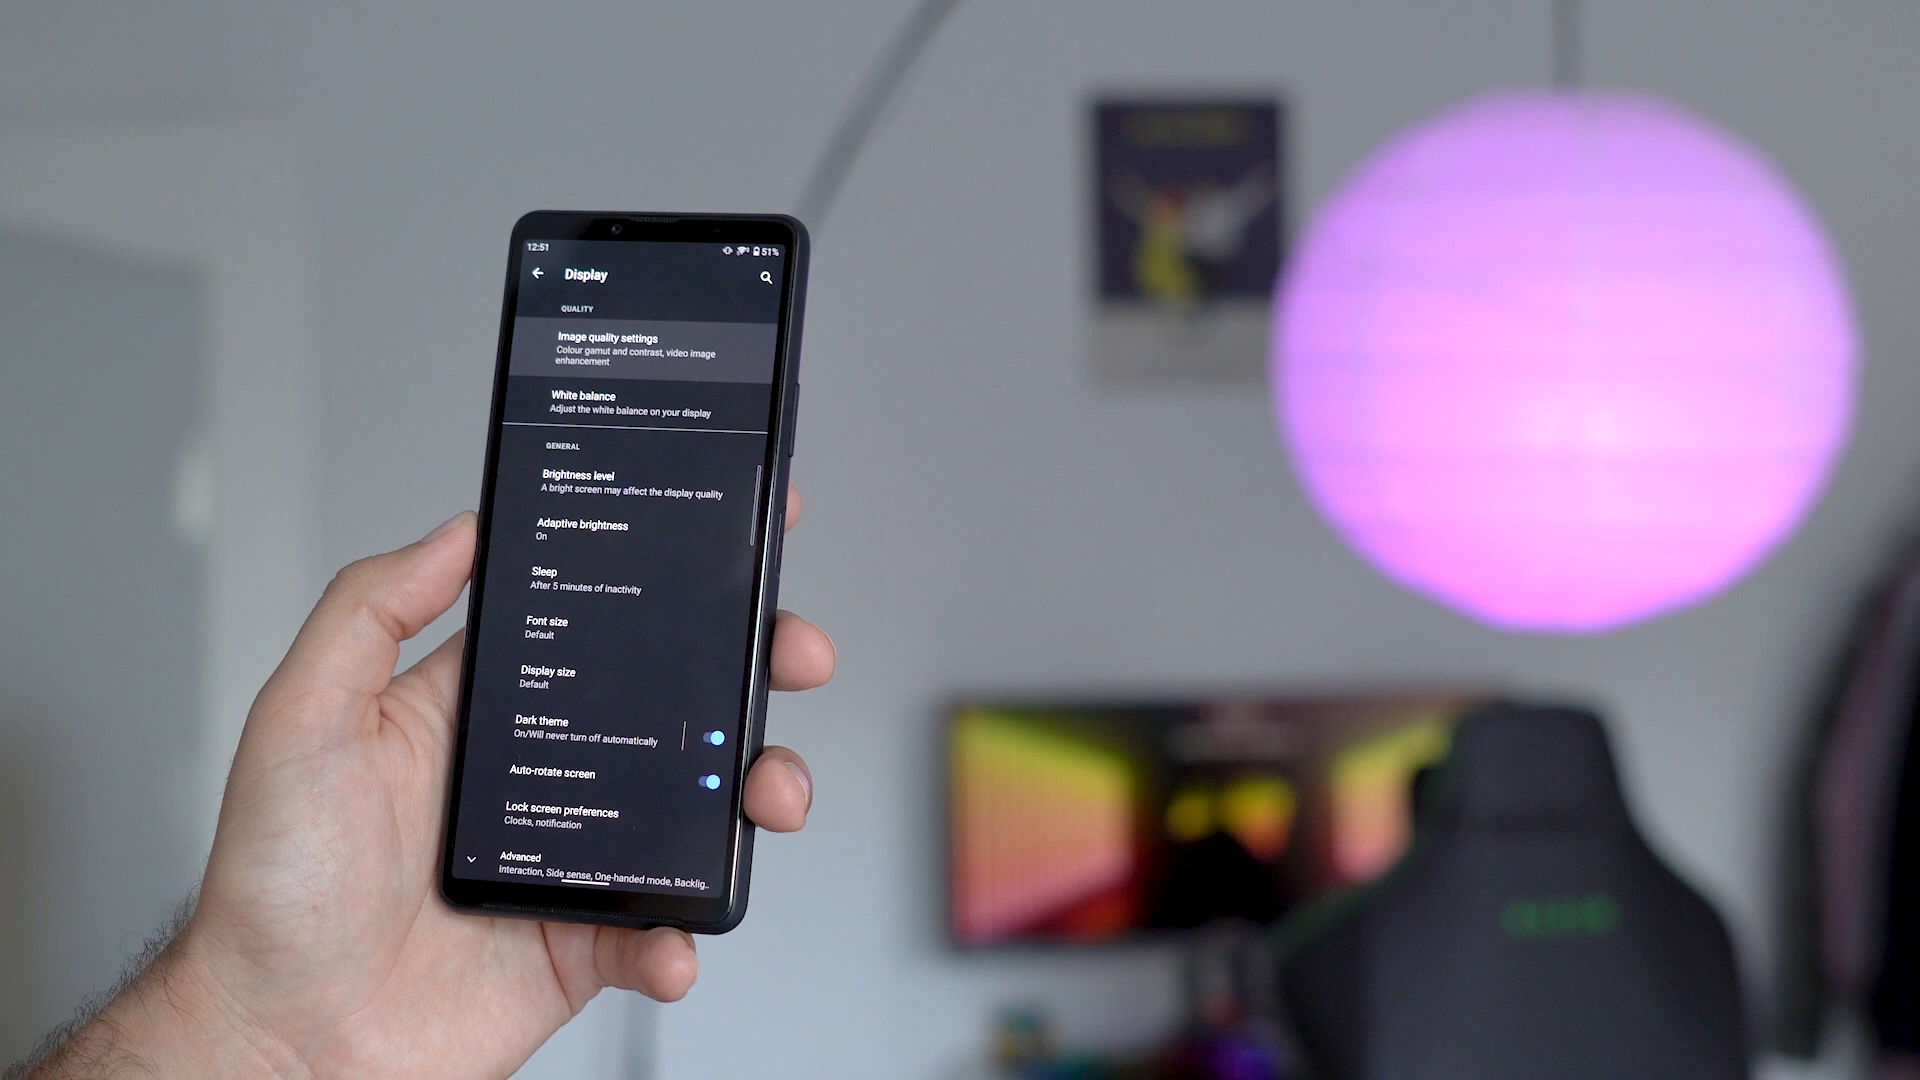 12:51 51%
Display
QUALITY
Image quality settings
Colour gamut and contrast, video image
enhancement
White balance
Adjust the white balance on your display
GENERAL
Brightness level
A bright screen may affect the display quality
Adaptive brightness
On
Sleep
After 5 minutes of inactivity
Font size
Default
Display size
Default
Dark theme
On/Will never turn off automatically
Auto-rotate screen
Lock screen preferences
Clocks, notification
Advanced
Interaction, Side sense, One-handed mode, Backlig..